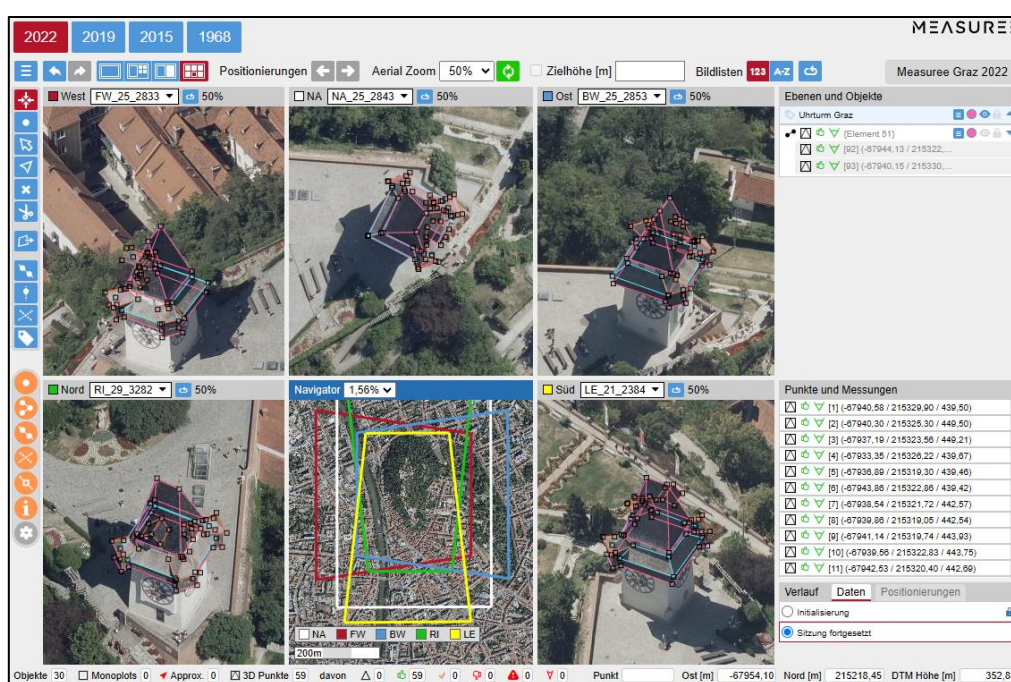 2022 2019 2015 1968
MEASUREE
Positionierungen Aerial Zoom 50% Zielhöhe [m] Bildlisten 123 A-Z Measuree Graz 2022
West FW_25_2833 50%
NA NA_25_2843 50%
Ost BW_25_2853 50%
Ebenen und Objekte
Uhrturm Graz
{Element 51}
[92] (-67944,13 / 215322,...
[93] (-67940,15 / 215330,...
Nord RI_29_3282 50%
Navigator 1,56%
NA FW BW RI LE
200m
Süd LE_21_2384 50%
Punkte und Messungen
[1] (-67940,58 / 215329,90 / 439,50)
[2] (-67940,30 / 215325,30 / 449,50)
[3] (-67937,19 / 215323,56 / 449,21)
[4] (-67933,35 / 215326,22 / 439,67)
[5] (-67936,89 / 215319,30 / 439,46)
[6] (-67943,86 / 215322,86 / 439,42)
[7] (-67938,54 / 215321,72 / 442,57)
[8] (-67939,86 / 215319,05 / 442,54)
[9] (-67941,14 / 215319,74 / 443,93)
[10] (-67939,56 / 215322,83 / 443,75)
[11] (-67942,53 / 215320,40 / 442,69)
Verlauf Daten Positionierungen
Initialisierung
Sitzung fortgesetzt
Objekte 30 Monoplots 0 Approx. 0 3D Punkte 59 davon 0 59 0 0 0 0 Punkt Ost [m] -67954,10 Nord [m] 215218,45 DTM Höhe [m] 352,8